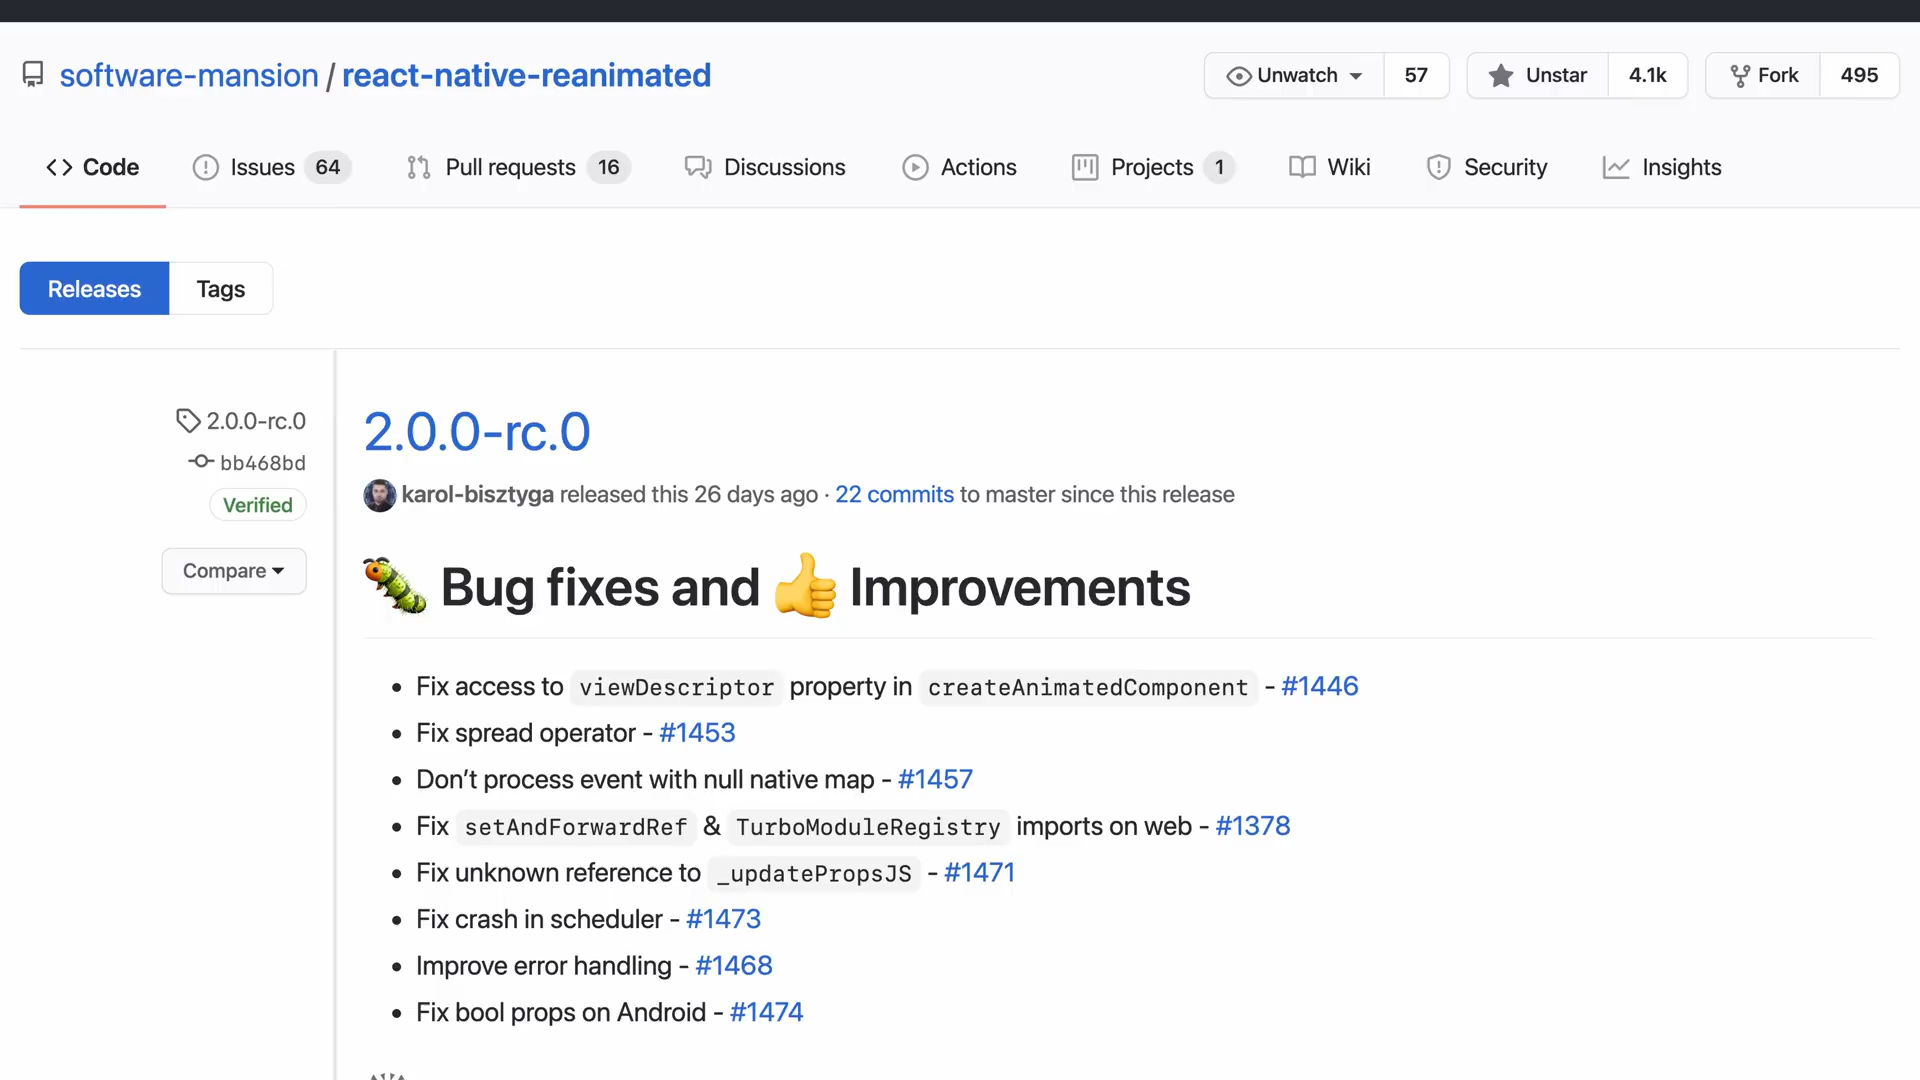 software-mansion / react-native-reanimated
Unwatch 57 Unstar 4.1k Fork 495
Code Issues 64 Pull requests 16 Discussions Actions Projects 1 Wiki Security Insights
Releases Tags
2.0.0-rc.0
bb468bd
Verified
Compare
2.0.0-rc.0
karol-bisztyga released this 26 days ago · 22 commits to master since this release
🐛 Bug fixes and 👍 Improvements
• Fix access to viewDescriptor property in createAnimatedComponent - #1446
• Fix spread operator - #1453
• Don’t process event with null native map - #1457
• Fix setAndForwardRef & TurboModuleRegistry imports on web - #1378
• Fix unknown reference to _updatePropsJS - #1471
• Fix crash in scheduler - #1473
• Improve error handling - #1468
• Fix bool props on Android - #1474